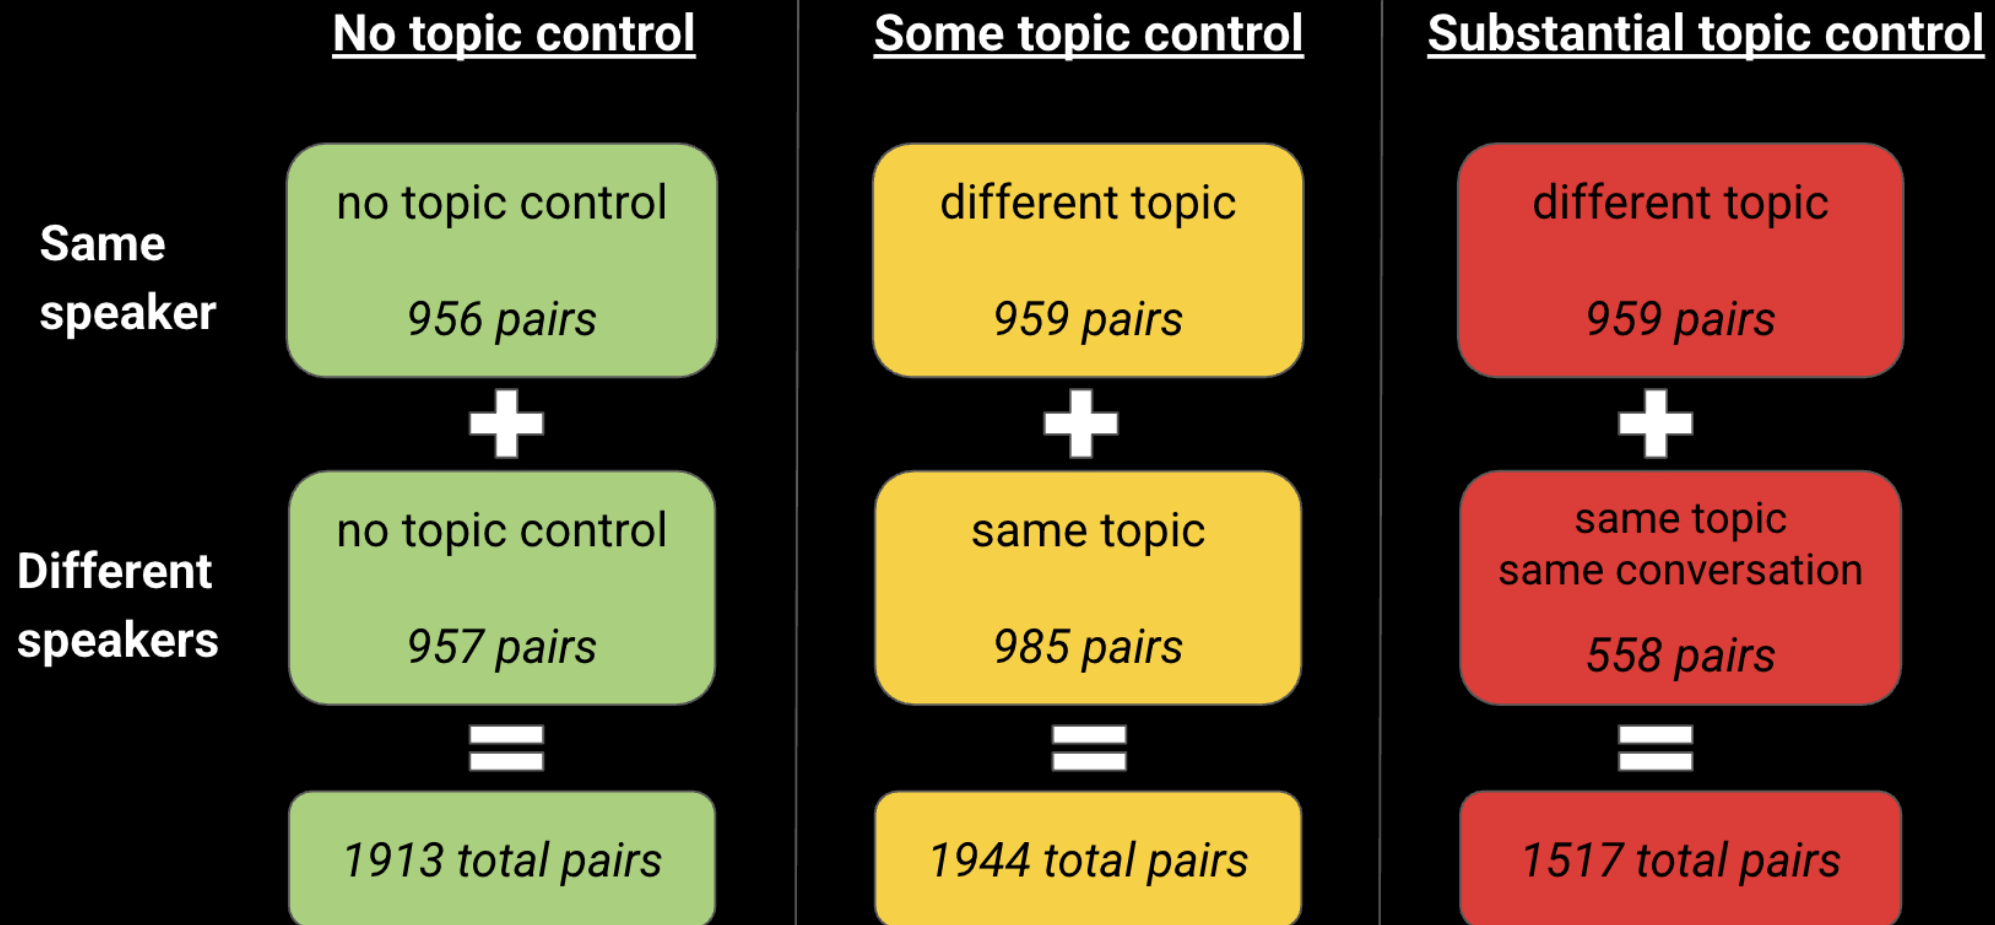 No topic control
Some topic control
Substantial topic control
Same
speaker
no topic control
956 pairs
different topic
959 pairs
different topic
959 pairs
Different
speakers
no topic control
957 pairs
same topic
985 pairs
same topic
same conversation
558 pairs
1913 total pairs
1944 total pairs
1517 total pairs